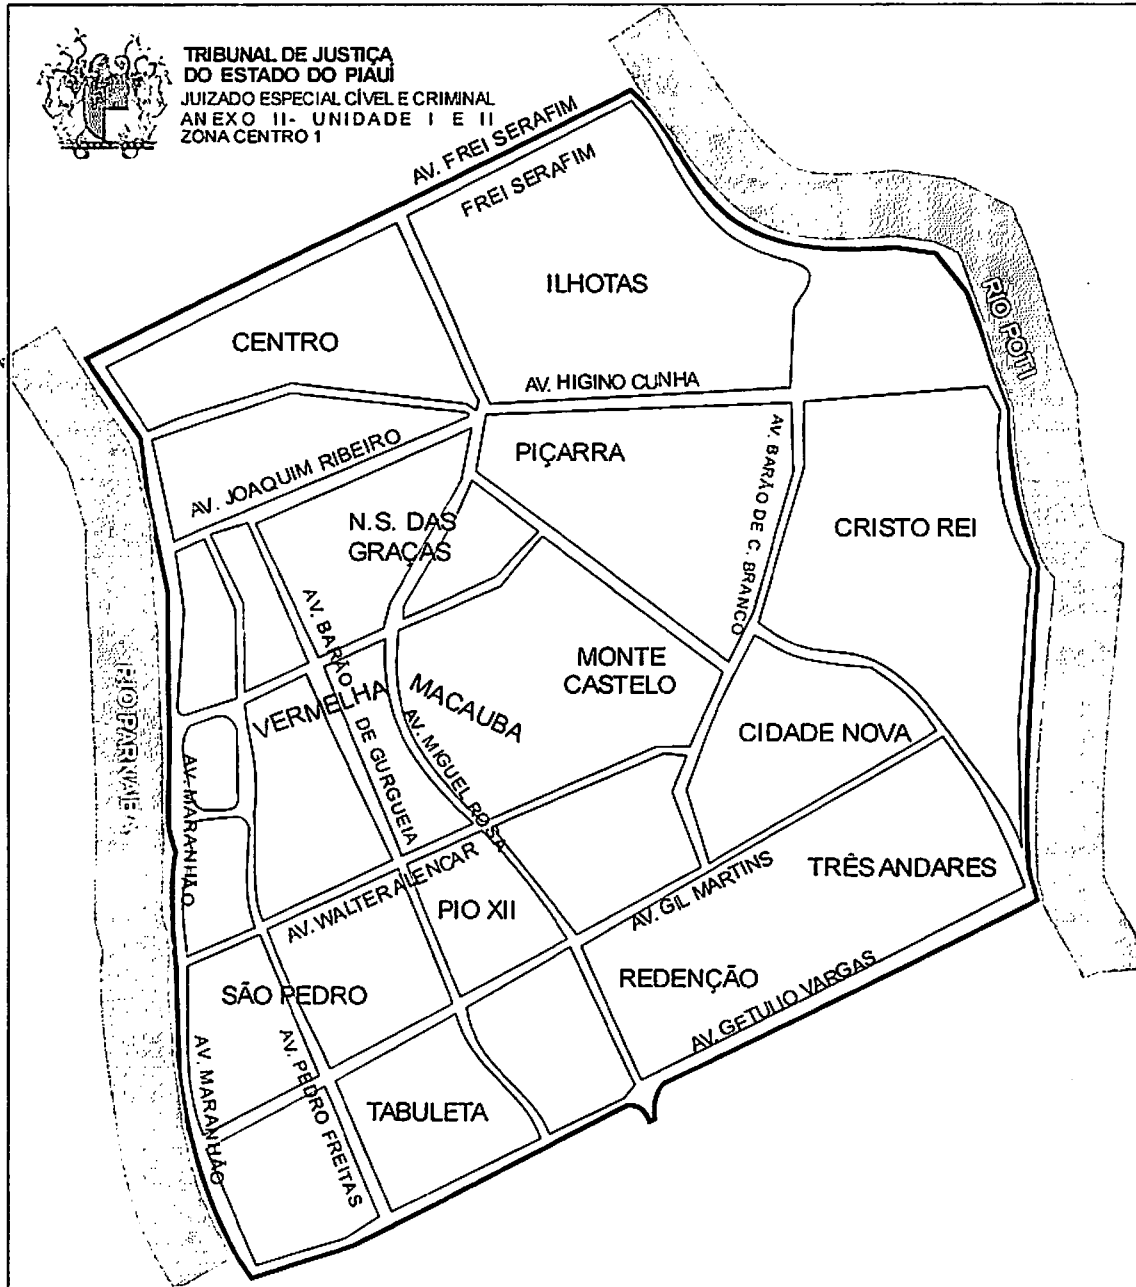 TRIBUNAL DE JUSTIÇA
DO ESTADO DO PIAUÍ
JUIZADO ESPECIAL CÍVEL E CRIMINAL
ANEXO II- UNIDADE I E II
ZONA CENTRO 1
AV. FREI SERAFIM
FREI SERAFIM
ILHOTAS
RIO POTI
CENTRO
AV. HIGINO CUNHA
AV. JOAQUIM RIBEIRO
PIÇARRA
AV. BARÃO DE C. BRANCO
N.S. DAS
GRAÇAS
CRISTO REI
AV. BARÃO
DE GURGUEIA
MONTE
CASTELO
RIO PARNAIBA
VERMELHA
MACAUBA
AV. MIGUEL ROSA
CIDADE NOVA
AV. MARANHÃO
AV. WALTER ALENCAR
PIO XII
AV. GIL MARTINS
TRÊS ANDARES
SÃO PEDRO
REDENÇÃO
AV. GETULIO VARGAS
AV. MARANHÃO
AV. PEDRO FREITAS
TABULETA